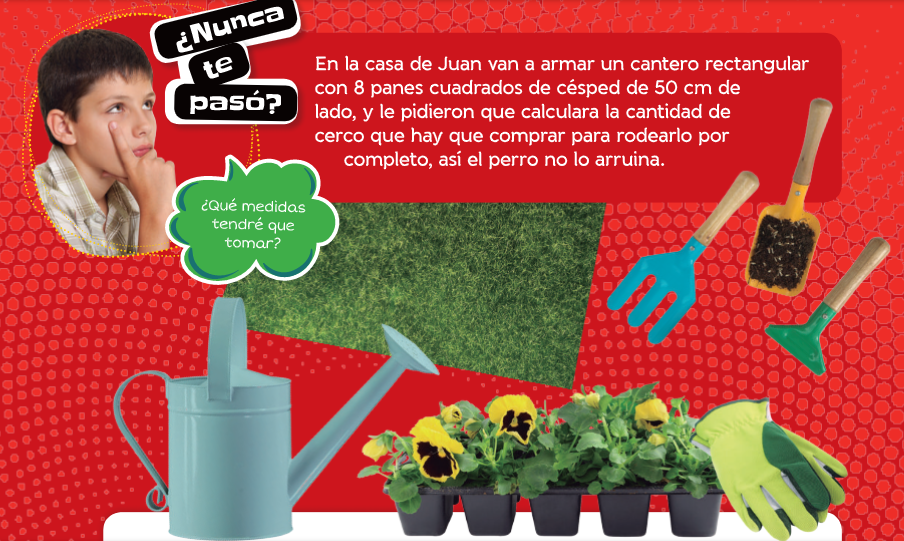 ¿Nunca
te
pasó?
En la casa de Juan van a armar un cantero rectangular
con 8 panes cuadrados de césped de 50 cm de
lado, y le pidieron que calculara la cantidad de
cerco que hay que comprar para rodearlo por
completo, así el perro no lo arruina.
¿Qué medidas
tendré que
tomar?